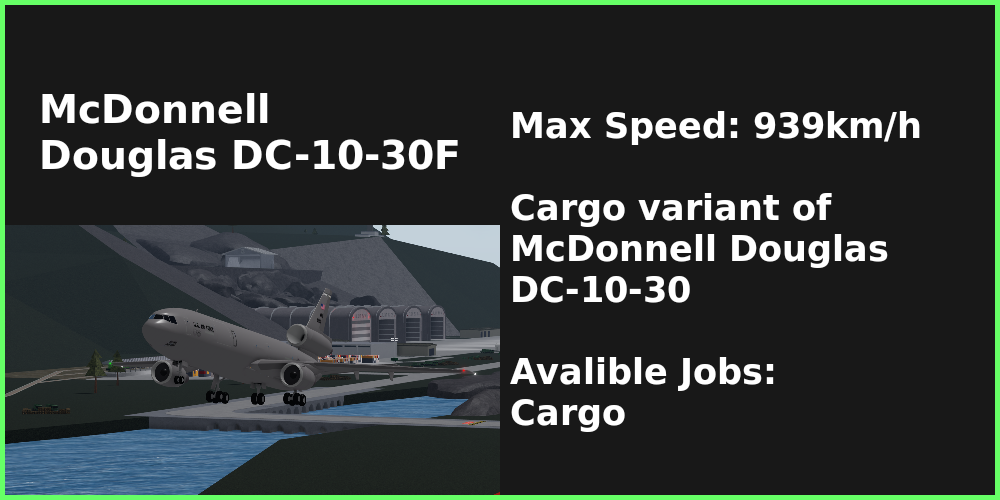 McDonnell
Douglas DC-10-30F
Max Speed: 939km/h
Cargo variant of
McDonnell Douglas
DC-10-30
Avalible Jobs:
Cargo